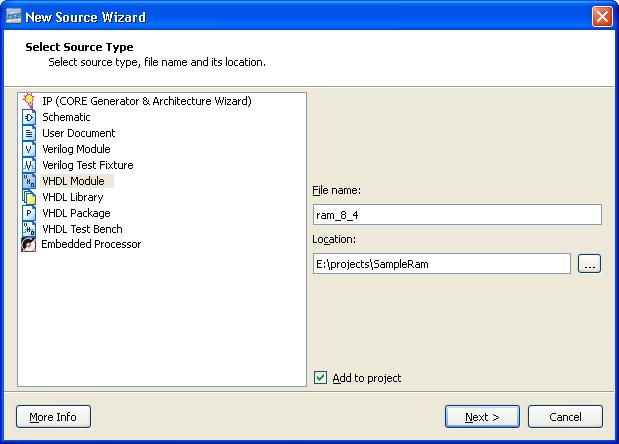 ISE New Source Wizard
Select Source Type
Select source type, file name and its location.
IP (CORE Generator & Architecture Wizard)
Schematic
User Document
Verilog Module
Verilog Test Fixture
VHDL Module
VHDL Library
VHDL Package
VHDL Test Bench
Embedded Processor
File name:
ram_8_4
Location:
E:\projects\SampleRam
...
Add to project
More Info
Next >
Cancel